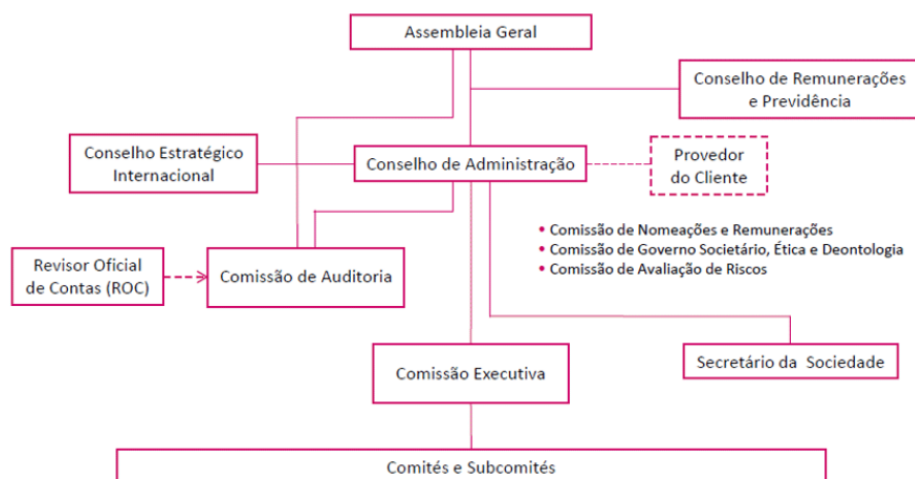 Assembleia Geral
Conselho de Remunerações
e Previdência
Conselho Estratégico
Internacional
Conselho de Administração
Provedor
do Cliente
• Comissão de Nomeações e Remunerações
• Comissão de Governo Societário, Ética e Deontologia
• Comissão de Avaliação de Riscos
Revisor Oficial
de Contas (ROC)
Comissão de Auditoria
Comissão Executiva
Secretário da Sociedade
Comités e Subcomités